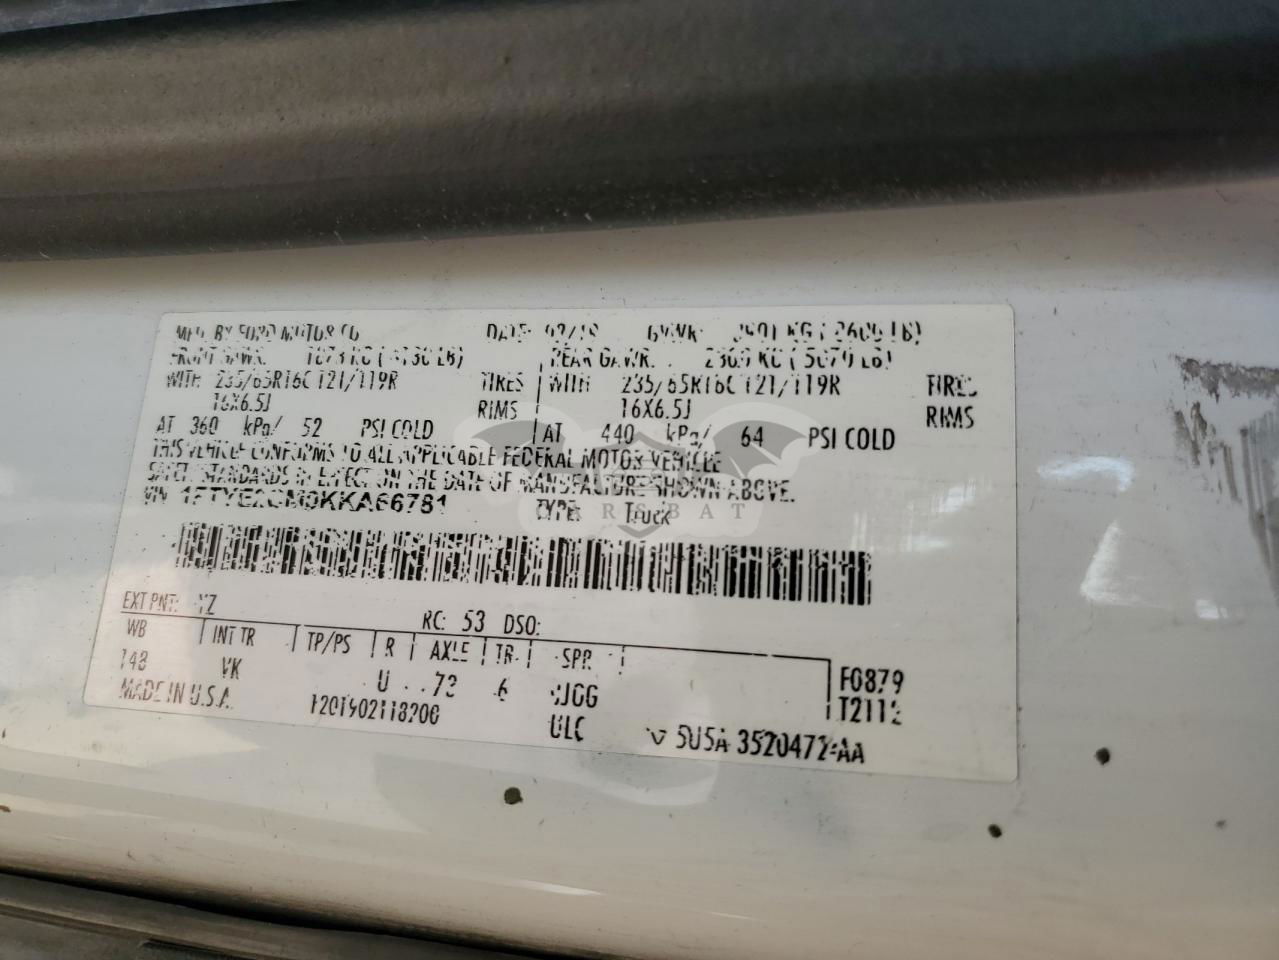 MFD. BY FORD MOTOR CO. DATE: 02/19 GVWR:
FRONT GAWR: REAR GAWR:
WITH 235/65R16C 121/119R TIRES WITH 235/65R16C 121/119R TIRES
16X6.5J RIMS 16X6.5J RIMS
AT 360 kPa/ 52 PSI COLD AT 440 kPa/ 64 PSI COLD
THIS VEHICLE CONFORMS TO ALL APPLICABLE FEDERAL MOTOR VEHICLE
SAFETY STANDARDS IN EFFECT ON THE DATE OF MANUFACTURE SHOWN ABOVE.
VIN: TYPE: Truck
CARSBAT
EXT PNT: YZ RC: 53 DSO:
WB INT TR TP/PS R AXLE TR SPR
148 VK U 73 6 F0879
MADE IN U.S.A. ULC T2112
5U5A-3520472-AA